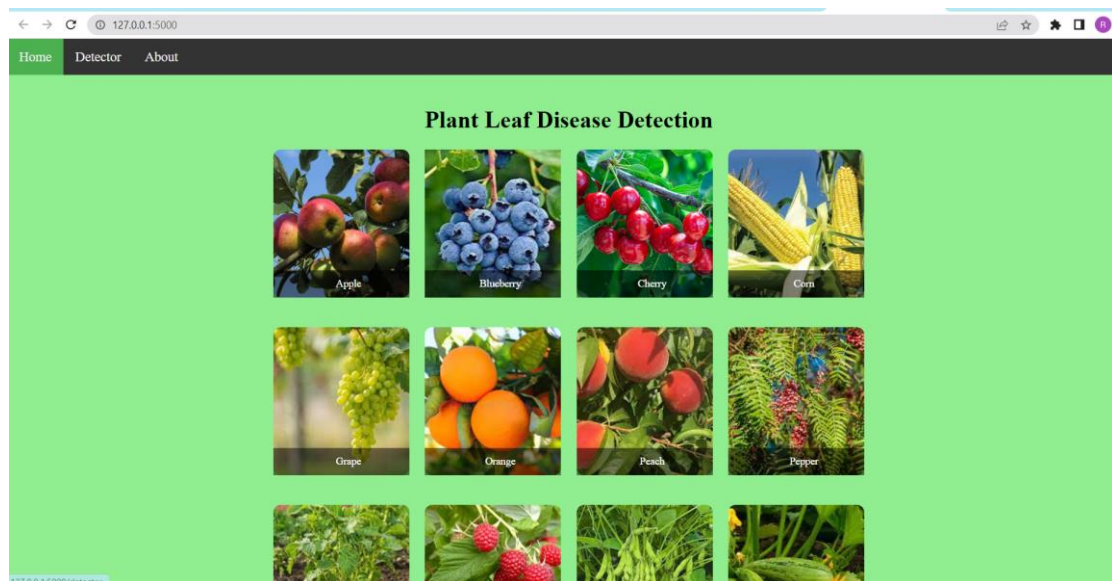 127.0.0.1:5000
R
Home Detector About
Plant Leaf Disease Detection
Apple Blueberry Cherry Corn
Grape Orange Peach Pepper